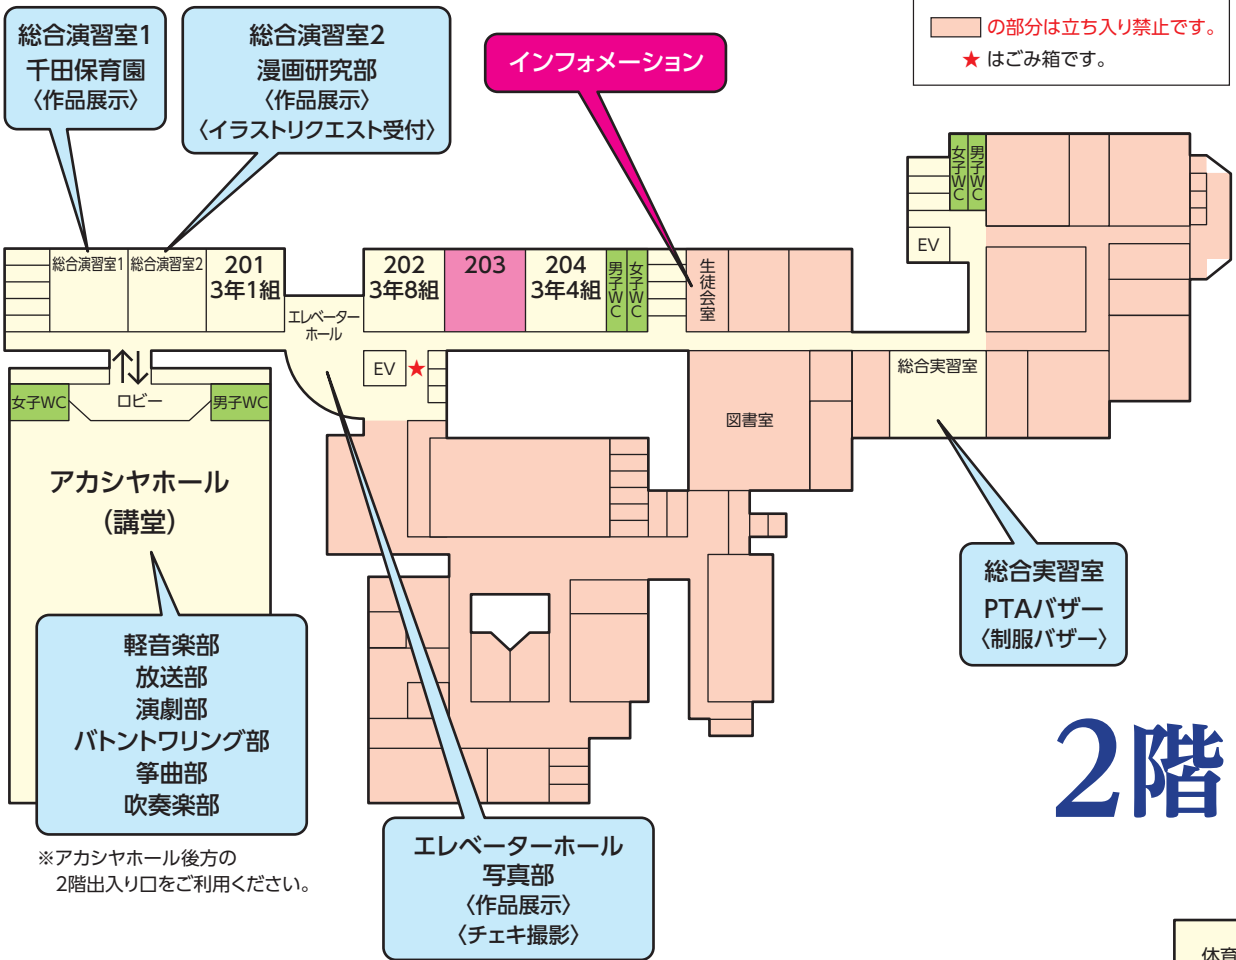 総合演習室1
千田保育園
〈作品展示〉
総合演習室2
漫画研究部
〈作品展示〉
〈イラストリクエスト受付〉
インフォメーション
の部分は立ち入り禁止です。
★ はごみ箱です。
女子WC
男子WC
EV
総合演習室1
総合演習室2
201
3年1組
エレベーター
ホール
202
3年8組
203
204
3年4組
男子WC
女子WC
生徒会室
EV
★
総合実習室
図書室
女子WC
ロビー
男子WC
アカシヤホール
(講堂)
軽音楽部
放送部
演劇部
バトントワリング部
箏曲部
吹奏楽部
※アカシヤホール後方の
2階出入り口をご利用ください。
エレベーターホール
写真部
〈作品展示〉
〈チェキ撮影〉
総合実習室
PTAバザー
〈制服バザー〉
2階
体育